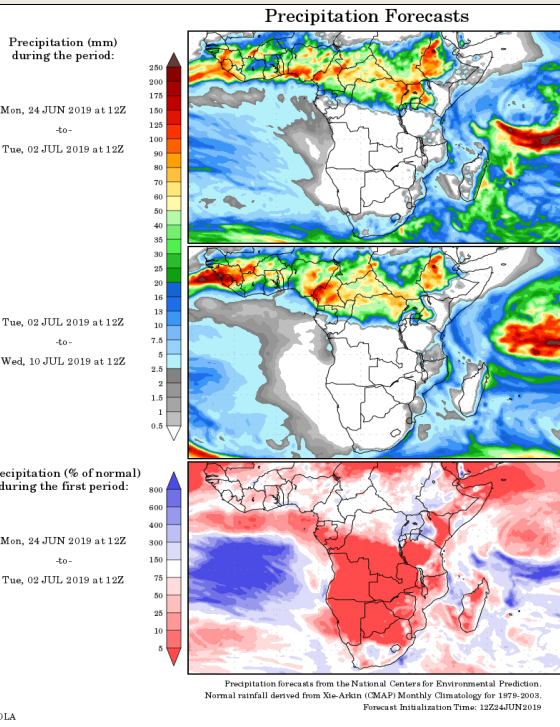 Precipitation Forecasts
Precipitation (mm)
during the period:
Mon, 24 JUN 2019 at 12Z
-to-
Tue, 02 JUL 2019 at 12Z
250
200
175
150
125
100
90
80
70
60
50
40
35
30
25
20
16
13
10
7.5
5
2.5
2
1.5
1
0.5
Tue, 02 JUL 2019 at 12Z
-to-
Wed, 10 JUL 2019 at 12Z
ecipitation (% of normal)
during the first period:
800
600
400
300
150
75
50
25
10
5
Mon, 24 JUN 2019 at 12Z
-to-
Tue, 02 JUL 2019 at 12Z
Precipitation forecasts from the National Centers for Environmental Prediction.
Normal rainfall derived from Xie-Arkin (CMAP) Monthly Climatology for 1979-2003.
Forecast Initialization Time: 12Z24JUN2019
OLA